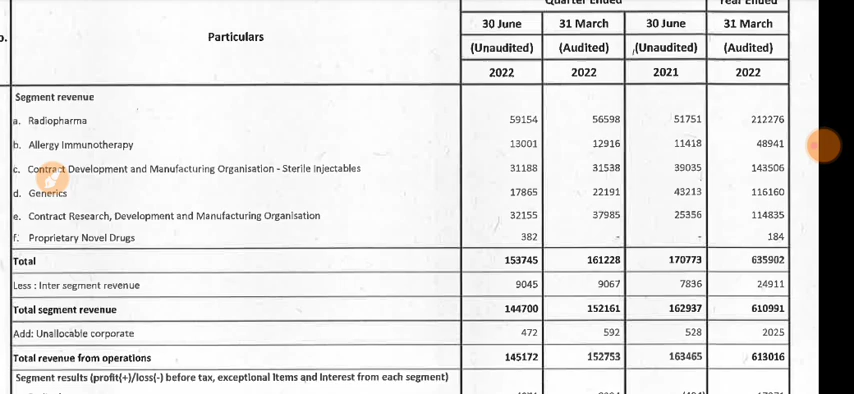 30 June 31 March 30 June 31 March
Particulars (Unaudited) (Audited) (Unaudited) (Audited)
2022 2022 2021 2022
Segment revenue
a. Radiopharma 59154 56598 51751 212276
b. Allergy Immunotherapy 13001 12916 11418 48941
c. Contract Development and Manufacturing Organisation - Sterile Injectables 31188 31538 39035 143506
d. Generics 17865 22191 43213 116160
e. Contract Research, Development and Manufacturing Organisation 32155 37985 25356 114835
f. Proprietary Novel Drugs 382 - - 184
Total 153745 161228 170773 635902
Less : Inter segment revenue 9045 9067 7836 24911
Total segment revenue 144700 152161 162937 610991
Add: Unallocable corporate 472 592 528 2025
Total revenue from operations 145172 152753 163465 613016
Segment results (profit(+)/loss(-) before tax, exceptional Items and Interest from each segment)